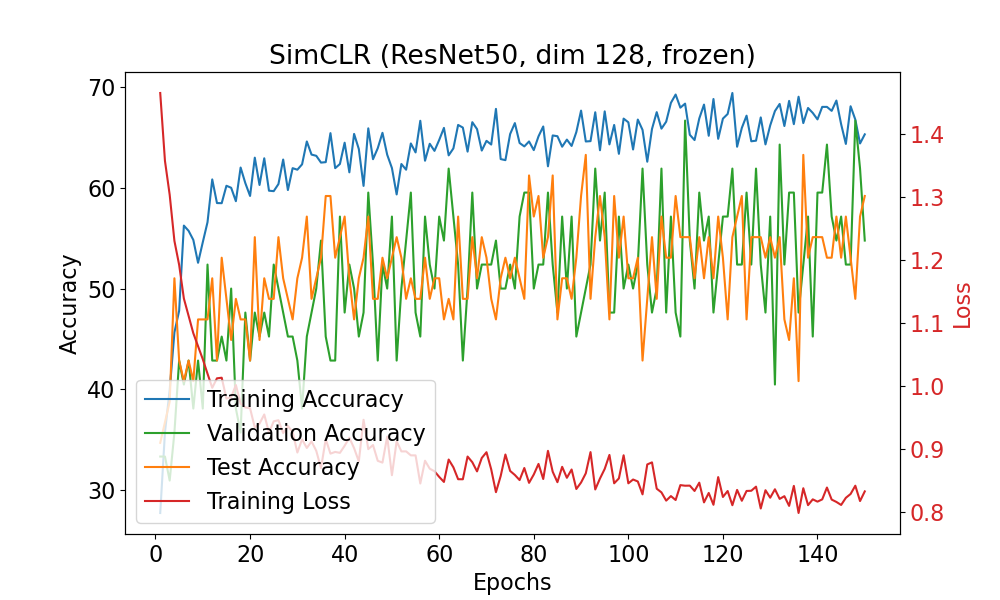 SimCLR (ResNet50, dim 128, frozen)
70
60
50
40
30
Accuracy
1.4
1.3
1.2
1.1
1.0
0.9
0.8
Loss
Training Accuracy
Validation Accuracy
Test Accuracy
Training Loss
0 20 40 60 80 100 120 140
Epochs